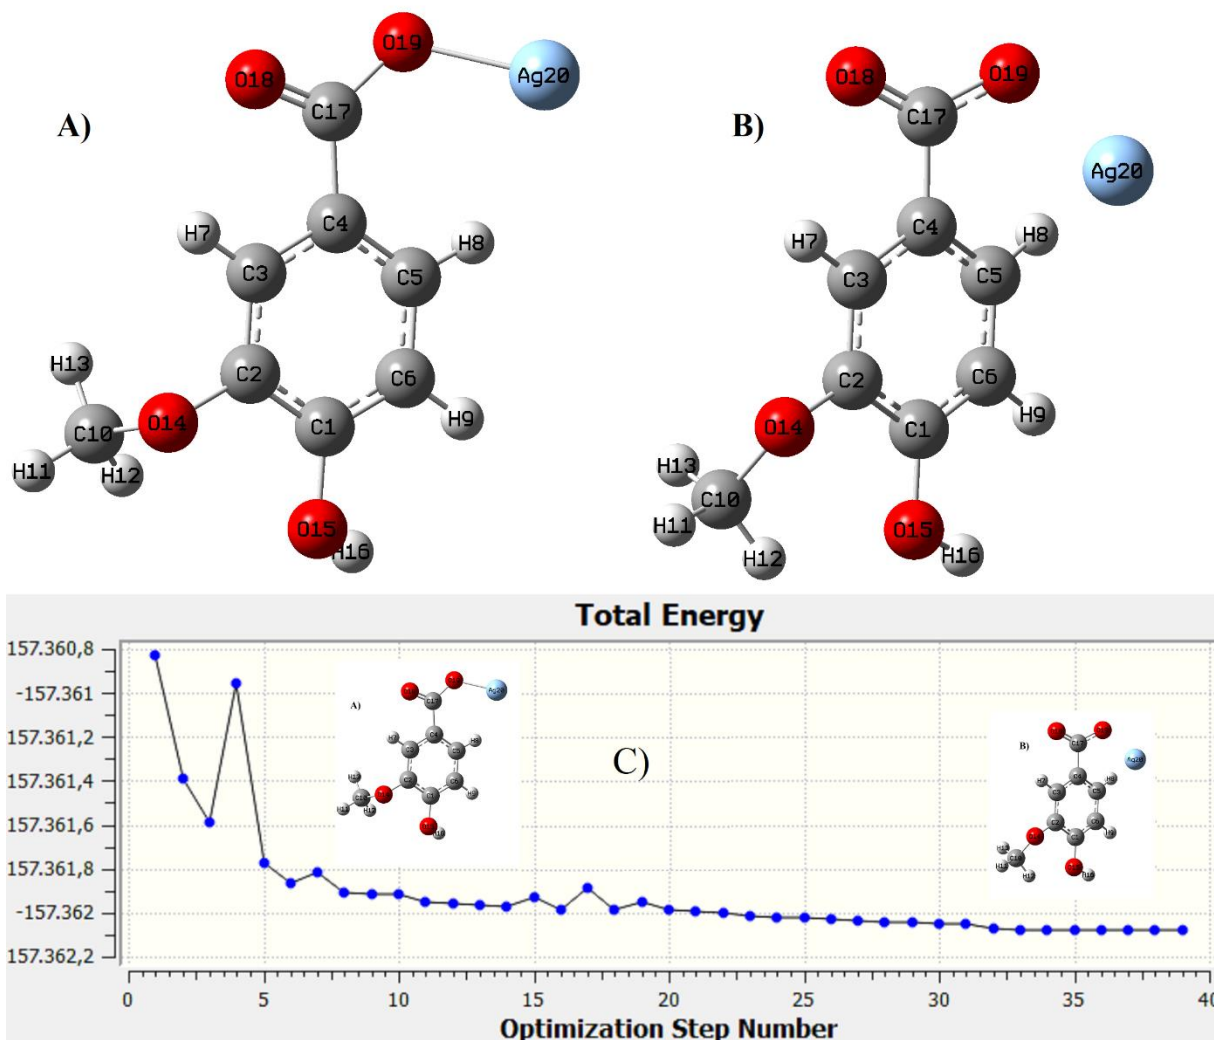 O19
O18
Ag20
C17
A)
C4
H7
H8
C3
C5
H13
C2
C6
C10
O14
C1
H9
H11
H12
O15
H16
O18
O19
C17
B)
Ag20
C4
H7
H8
C3
C5
C2
C6
O14
C1
H9
H13
C10
H11
O15
H12
H16
Total Energy
157.360,8
-157.361
157.361,2
157.361,4
157.361,6
157.361,8
-157.362
157.362,2
A)
C)
B)
0 5 10 15 20 25 30 35 40
Optimization Step Number